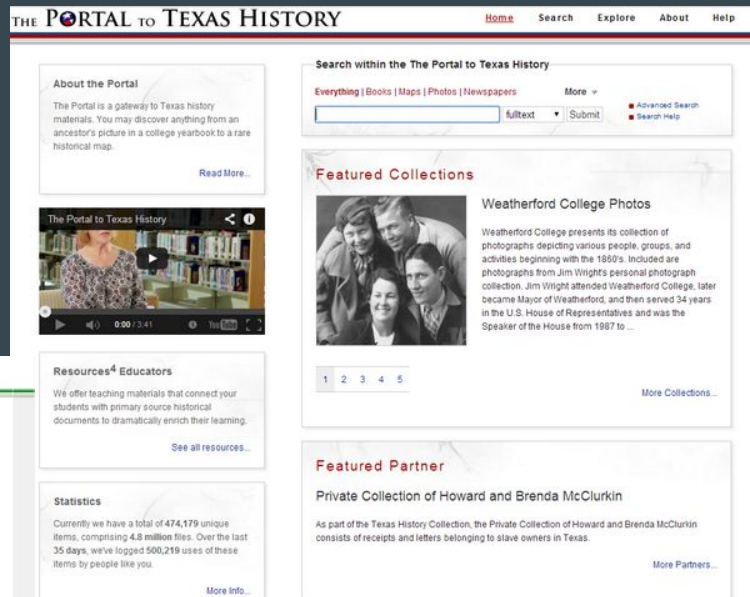 THE PORTAL TO TEXAS HISTORY
Home Search Explore About Help
About the Portal
The Portal is a gateway to Texas history
materials. You may discover anything from an
ancestor's picture in a college yearbook to a rare
historical map.
Read More...
The Portal to Texas History
0:00 / 3:41 YouTube
Resources4 Educators
We offer teaching materials that connect your
students with primary source historical
documents to dramatically enrich their learning.
See all resources...
Statistics
Currently we have a total of 474,179 unique
items, comprising 4.8 million files. Over the last
35 days, we've logged 500,219 uses of these
items by people like you.
More Info...
Search within the The Portal to Texas History
Everything | Books | Maps | Photos | Newspapers More
fulltext Submit
Advanced Search
Search Help
Featured Collections
Weatherford College Photos
Weatherford College presents its collection of
photographs depicting various people, groups, and
activities beginning with the 1860's. Included are
photographs from Jim Wright's personal photograph
collection. Jim Wright attended Weatherford College, later
became Mayor of Weatherford, and then served 34 years
in the U.S. House of Representatives and was the
Speaker of the House from 1987 to ...
1 2 3 4 5
More Collections...
Featured Partner
Private Collection of Howard and Brenda McClurkin
As part of the Texas History Collection, the Private Collection of Howard and Brenda McClurkin
consists of receipts and letters belonging to slave owners in Texas.
More Partners...